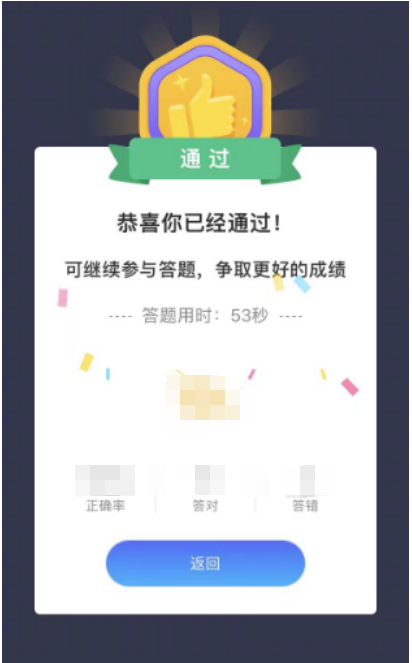 通过
恭喜你已经通过！
可继续参与答题，争取更好的成绩
---- 答题用时：53秒 ----
正确率 答对 答错
返回